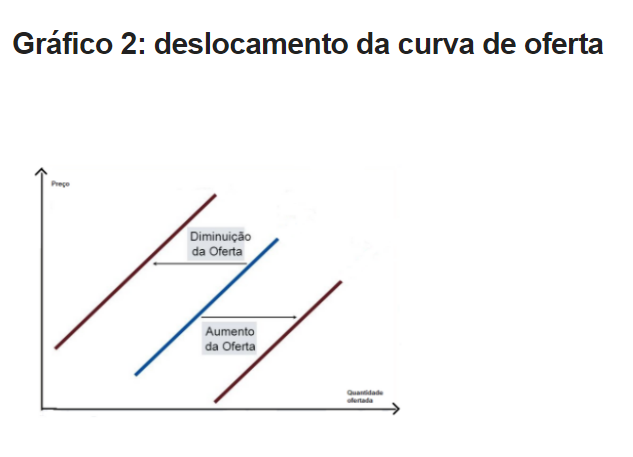 Gráfico 2: deslocamento da curva de oferta
Preço
Diminuição
da Oferta
Aumento
da Oferta
Quantidade
ofertada